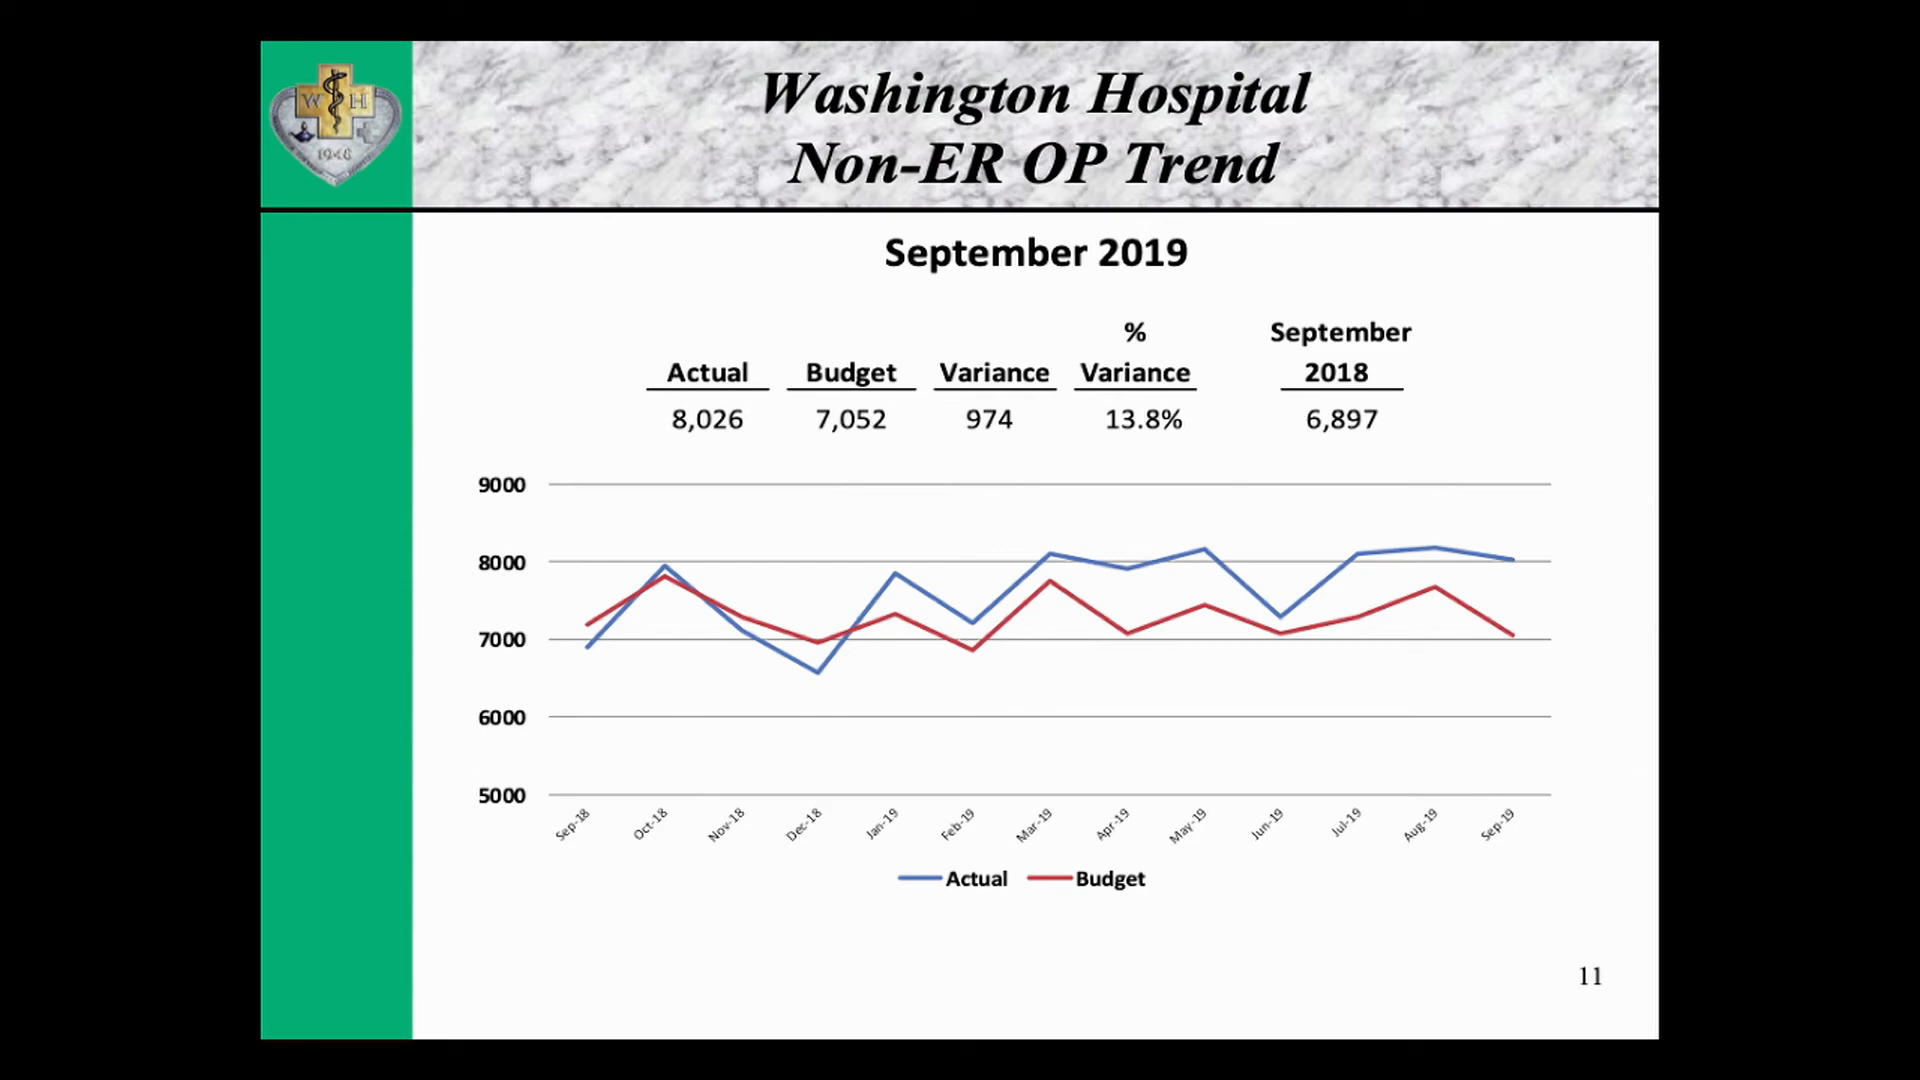 W H
1948
Washington Hospital
Non-ER OP Trend
September 2019
% September
Actual Budget Variance Variance 2018
8,026 7,052 974 13.8% 6,897
9000
8000
7000
6000
5000
Sep-18 Oct-18 Nov-18 Dec-18 Jan-19 Feb-19 Mar-19 Apr-19 May-19 Jun-19 Jul-19 Aug-19 Sep-19
Actual Budget
11